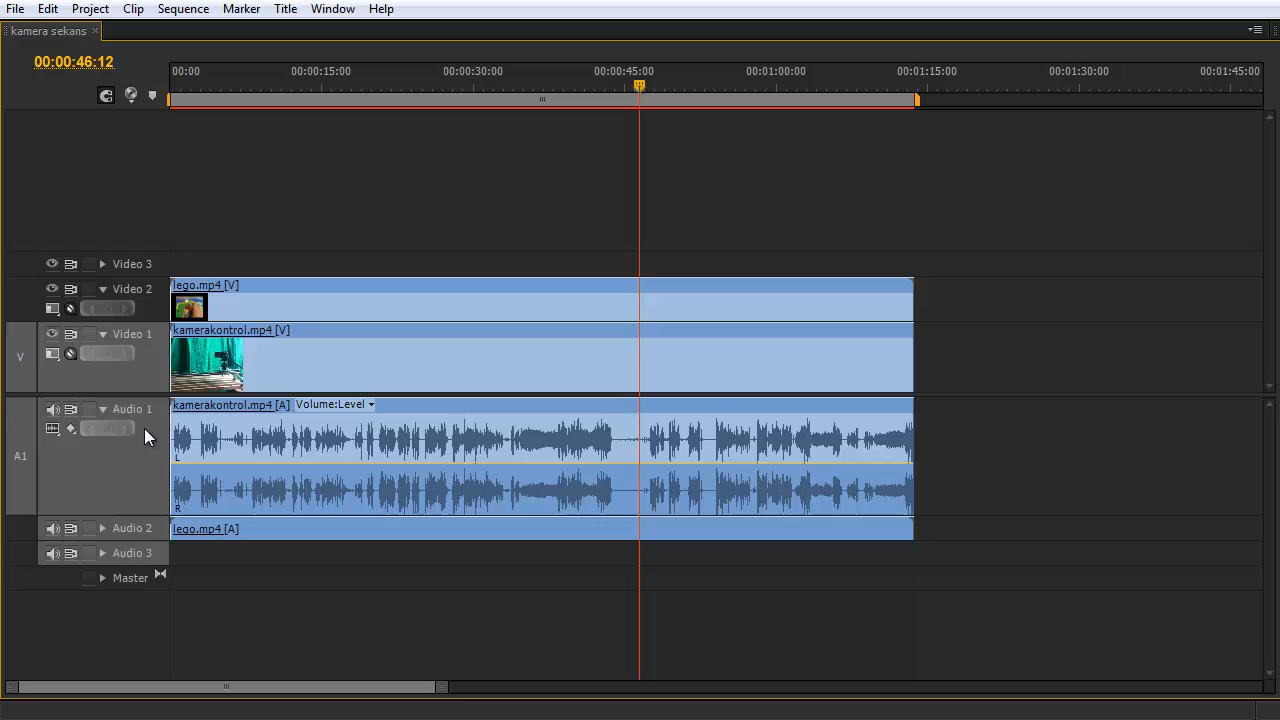 File Edit Project Clip Sequence Marker Title Window Help
kamera sekans ×
00:00:46:12
00:00 00:00:15:00 00:00:30:00 00:00:45:00 00:01:00:00 00:01:15:00 00:01:30:00 00:01:45:00
Video 3
Video 2
lego.mp4 [V]
V
Video 1
kamerakontrol.mp4 [V]
A1
Audio 1
kamerakontrol.mp4 [A] Volume:Level
L
R
Audio 2
lego.mp4 [A]
Audio 3
Master